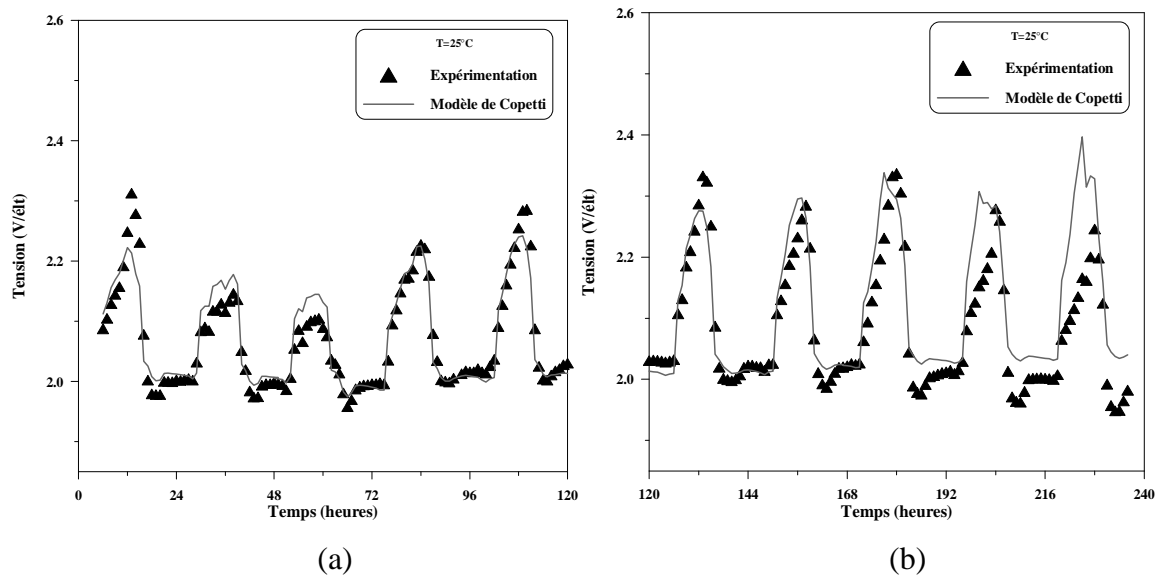 2.6
2.4
2.2
2.0
Tension (V/élt)
T=25°C
Expérimentation
Modèle de Copetti
0 24 48 72 96 120
Temps (heures)
(a)
2.6
2.4
2.2
2.0
Tension (V/élt)
T=25°C
Expérimentation
Modèle de Copetti
120 144 168 192 216 240
Temps (heures)
(b)